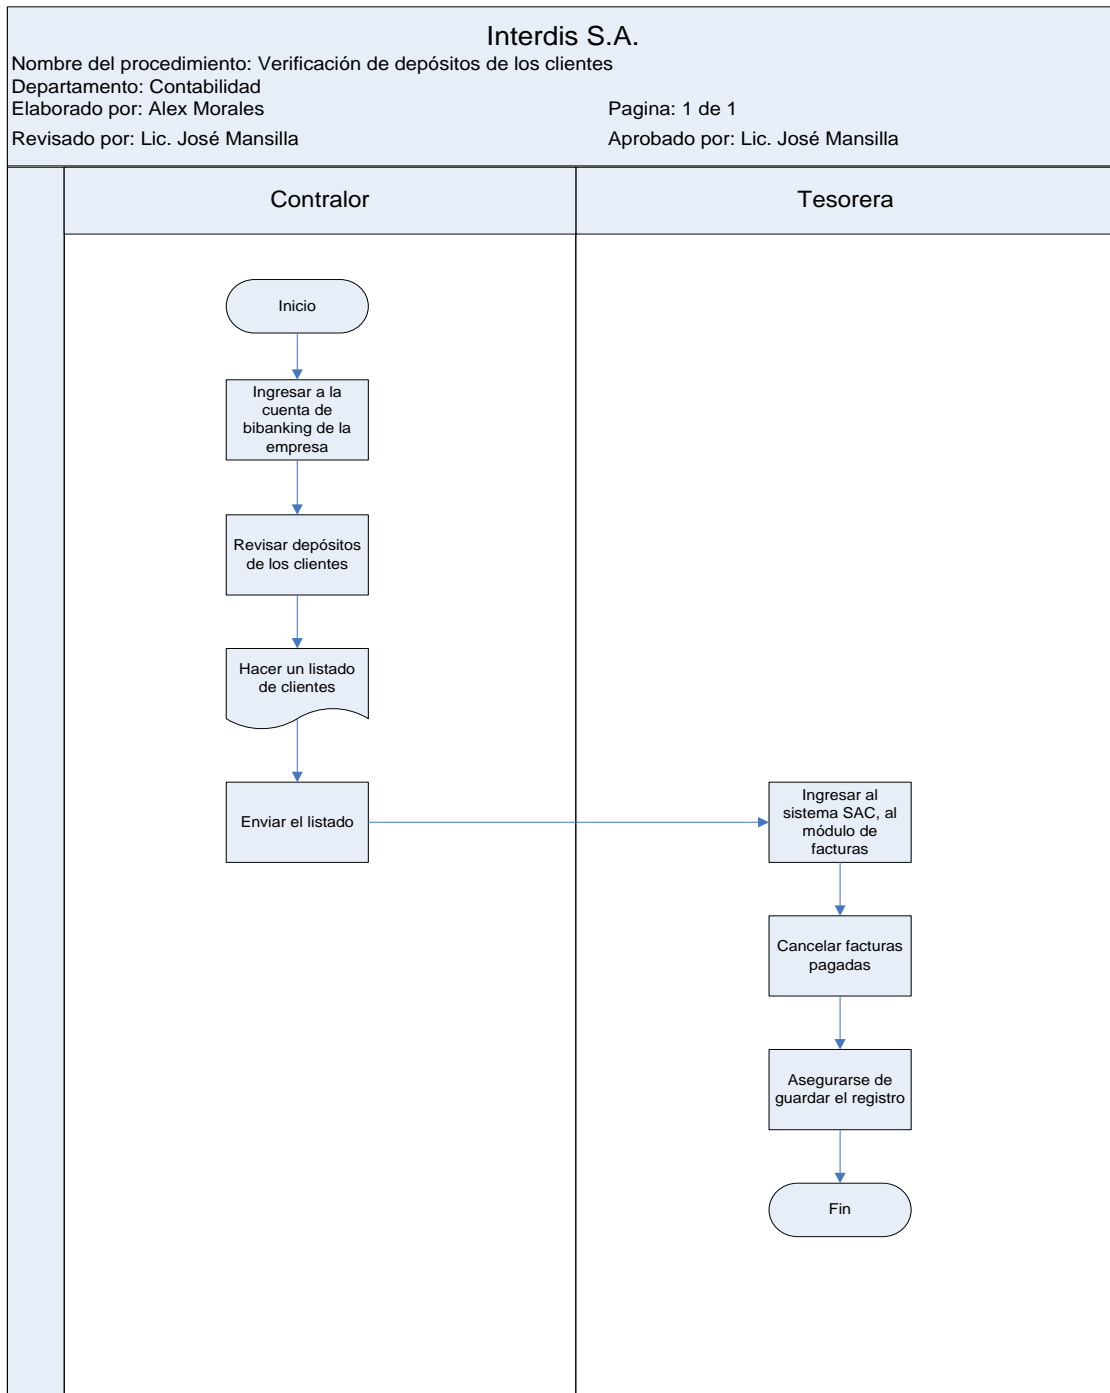 Interdis S.A.
Nombre del procedimiento: Verificación de depósitos de los clientes
Departamento: Contabilidad
Elaborado por: Alex Morales
Pagina: 1 de 1
Revisado por: Lic. José Mansilla
Aprobado por: Lic. José Mansilla
Contralor
Tesorera
Inicio
Ingresar a la
cuenta de
bibanking de la
empresa
Revisar depósitos
de los clientes
Hacer un listado
de clientes
Enviar el listado
Ingresar al
sistema SAC, al
módulo de
facturas
Cancelar facturas
pagadas
Asegurarse de
guardar el registro
Fin